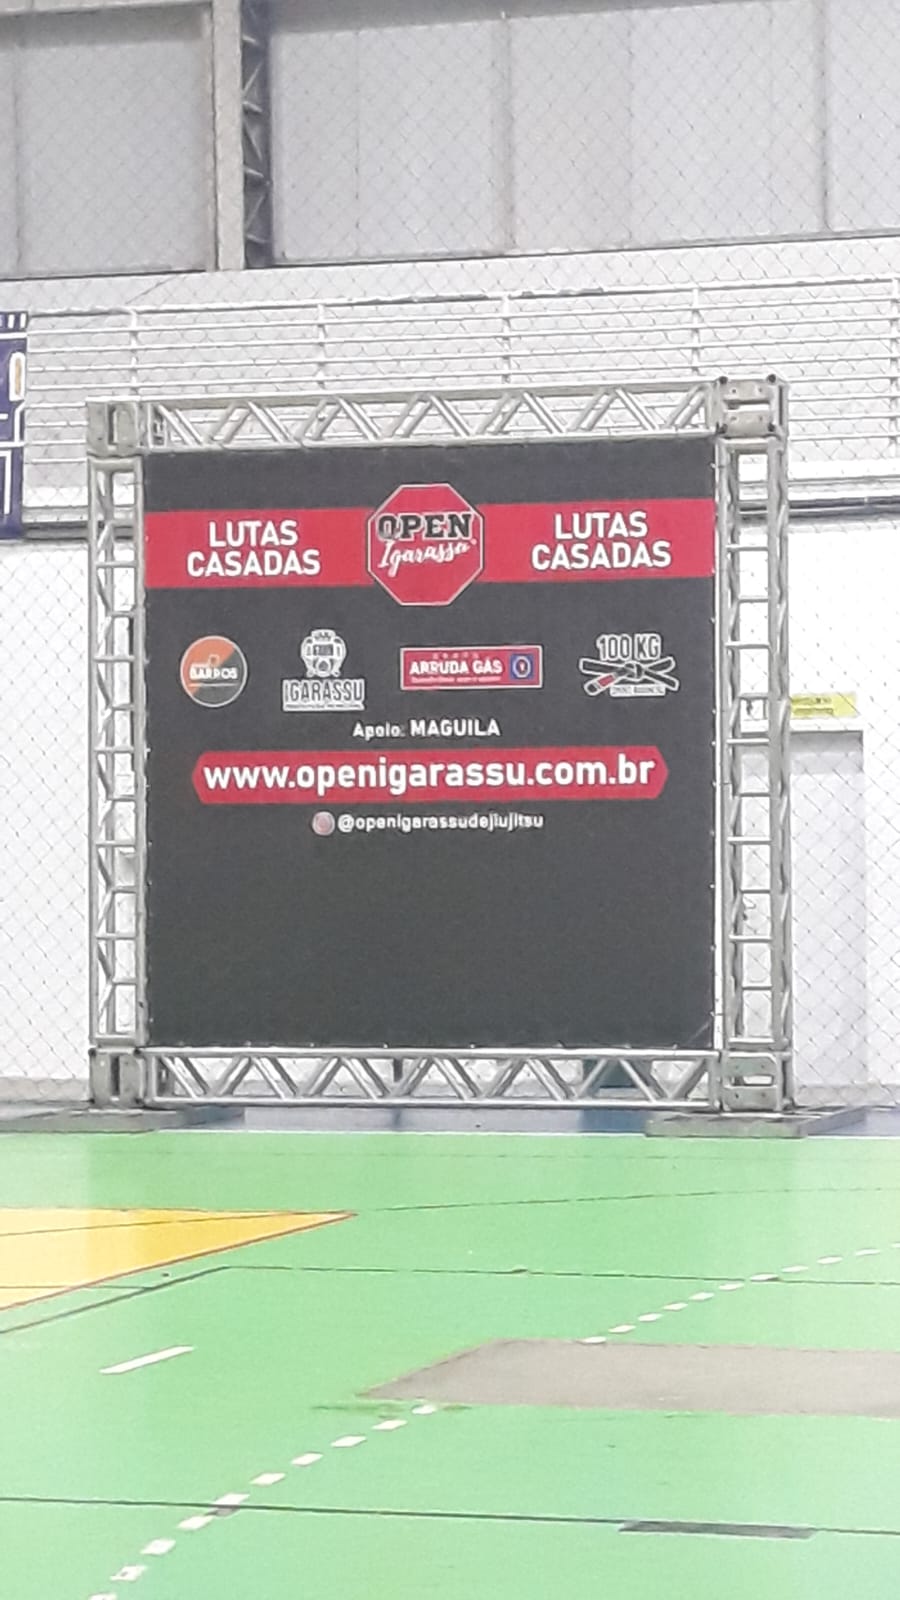 LUTAS CASADAS
OPEN
Igarassu
LUTAS CASADAS
BARROS
IGARASSU
ARRUDA GÁS
100 KG
Apoio: MAGUILA
www.openigarassu.com.br
@openigarassudejiujitsu